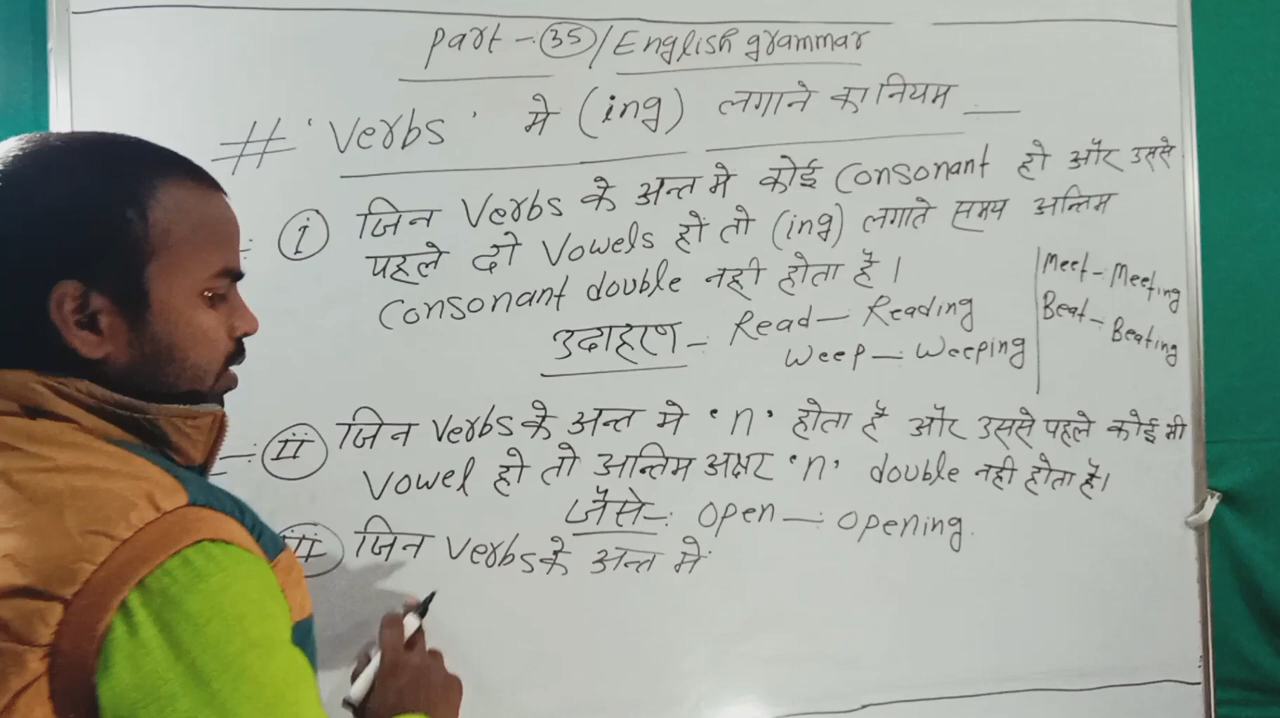 Part - 35 / English grammar
# 'Verbs' मे (ing) लगाने का नियम __
I जिन Verbs के अन्त मे कोई Consonant हो और उससे
पहले दो Vowels हों तो (ing) लगाते समय अन्तिम
Consonant double नही होता है।
उदाहरण - Read - Reading
Weep - Weeping
Meet - Meeting
Beat - Beating
II जिन Verbs के अन्त मे 'n' होता है और उससे पहले कोई भी
Vowel हो तो अन्तिम अक्षर 'n' double नही होता है।
जैसे -: Open -: Opening.
III जिन Verbs के अन्त में